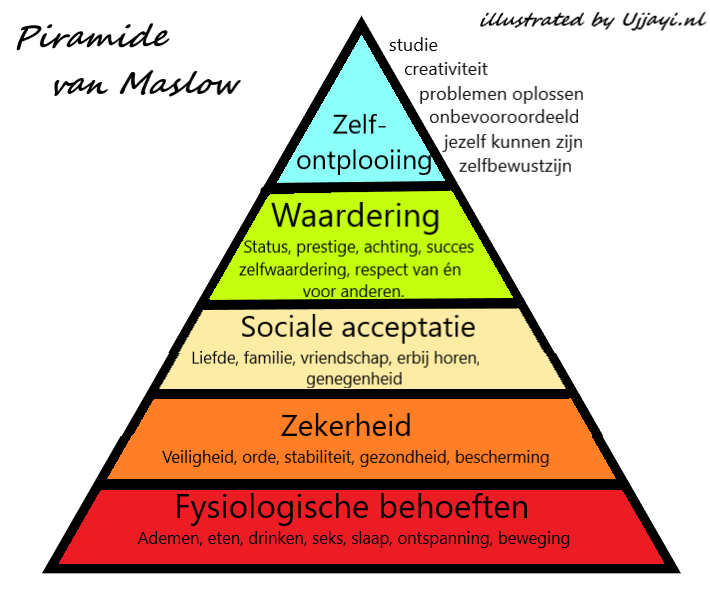 Piramide
van Maslow
illustrated by Ujjayi.nl
studie
creativiteit
problemen oplossen
onbevooroordeeld
jezelf kunnen zijn
zelfbewustzijn
Zelf-
ontplooiing
Waardering
Status, prestige, achting, succes
zelfwaardering, respect van én
voor anderen.
Sociale acceptatie
Liefde, familie, vriendschap, erbij horen,
genegenheid
Zekerheid
Veiligheid, orde, stabiliteit, gezondheid, bescherming
Fysiologische behoeften
Ademen, eten, drinken, seks, slaap, ontspanning, beweging